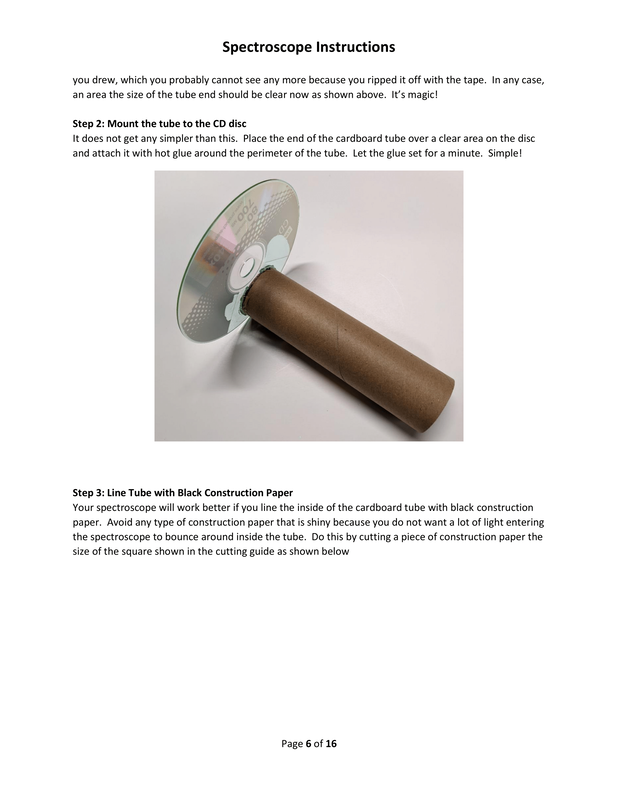 Spectroscope Instructions
you drew, which you probably cannot see any more because you ripped it off with the tape. In any case,
an area the size of the tube end should be clear now as shown above. It's magic!
Step 2: Mount the tube to the CD disc
It does not get any simpler than this. Place the end of the cardboard tube over a clear area on the disc
and attach it with hot glue around the perimeter of the tube. Let the glue set for a minute. Simple!
Step 3: Line Tube with Black Construction Paper
Your spectroscope will work better if you line the inside of the cardboard tube with black construction
paper. Avoid any type of construction paper that is shiny because you do not want a lot of light entering
the spectroscope to bounce around inside the tube. Do this by cutting a piece of construction paper the
size of the square shown in the cutting guide as shown below
Page 6 of 16